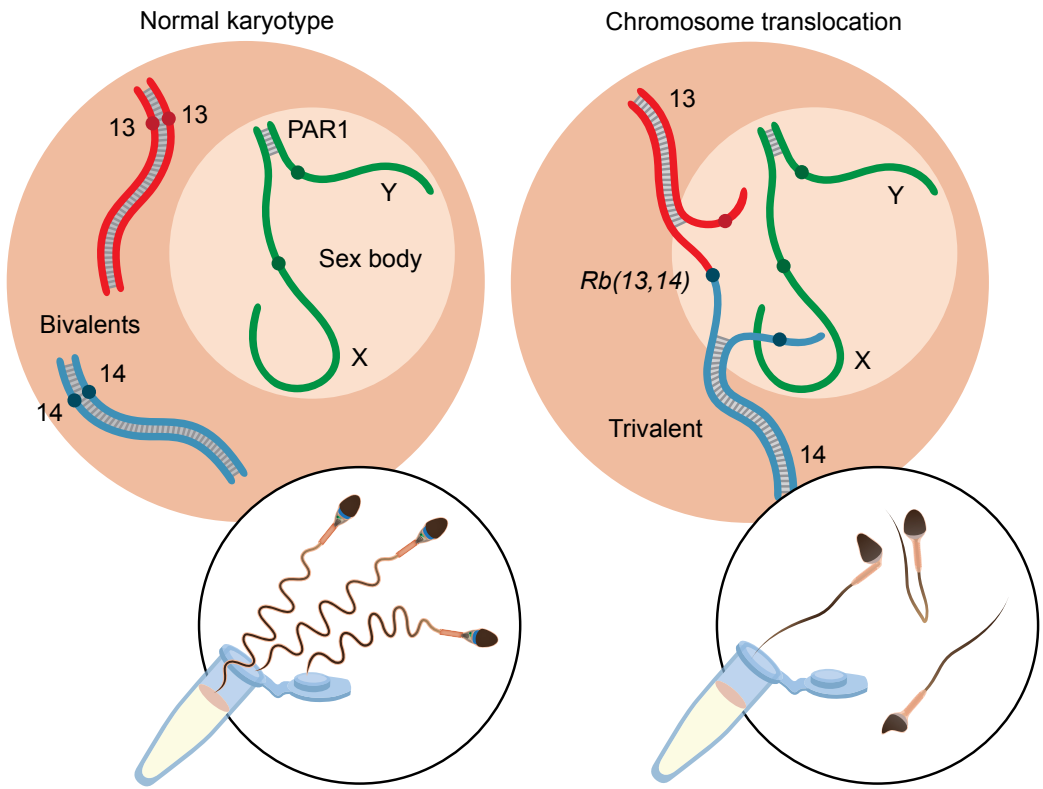 Normal karyotype
13
13
PAR1
Y
Sex body
Bivalents
X
14
14
Chromosome translocation
13
Y
Rb(13,14)
X
Trivalent
14